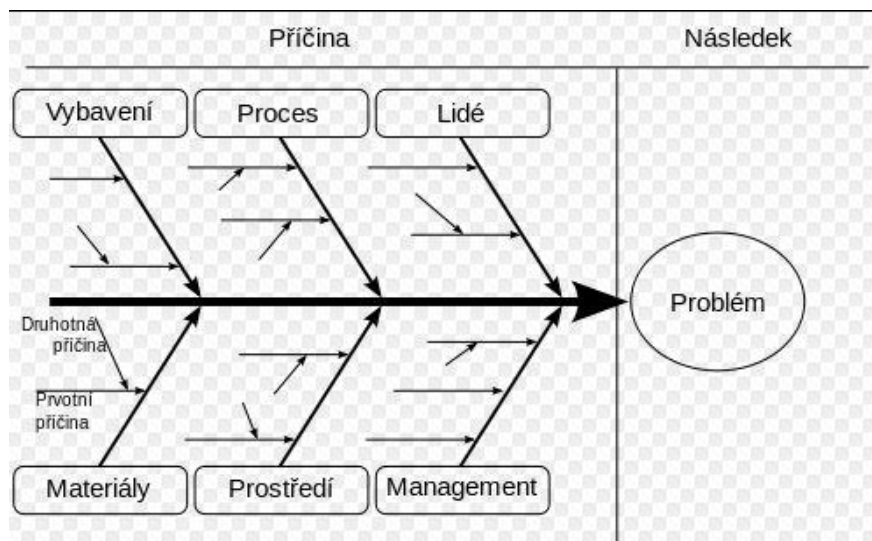 Příčina
Následek
Vybavení
Proces
Lidé
Problém
Druhotná
příčina
Prvotní
příčina
Materiály
Prostředí
Management